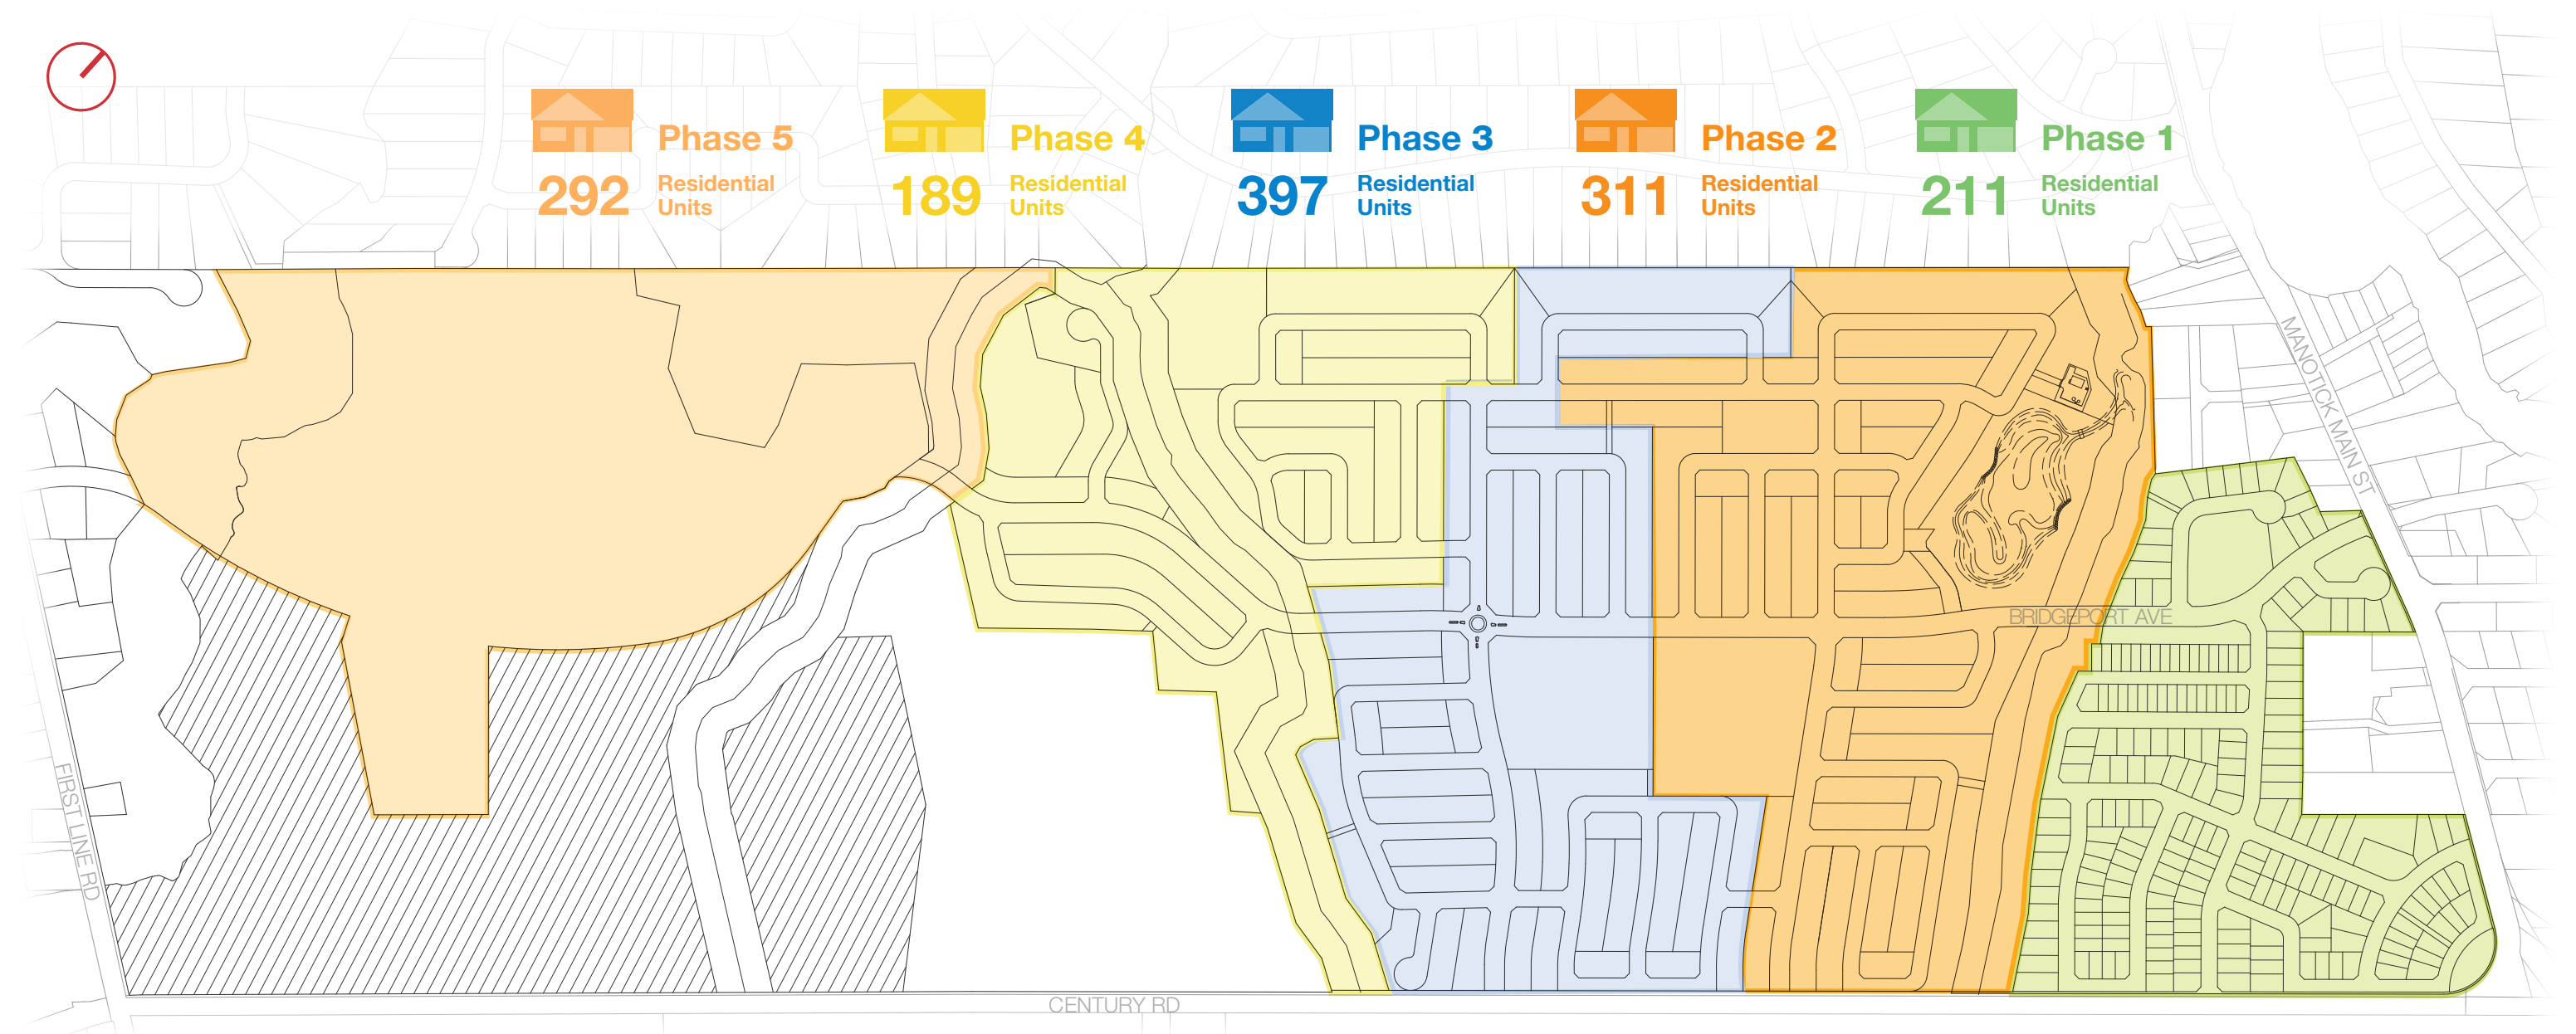 Phase 5
292 Residential
Units
Phase 4
189 Residential
Units
Phase 3
397 Residential
Units
Phase 2
311 Residential
Units
Phase 1
211 Residential
Units
MANOTICK MAIN ST
BRIDGEPORT AVE
FIRST LINE RD
CENTURY RD